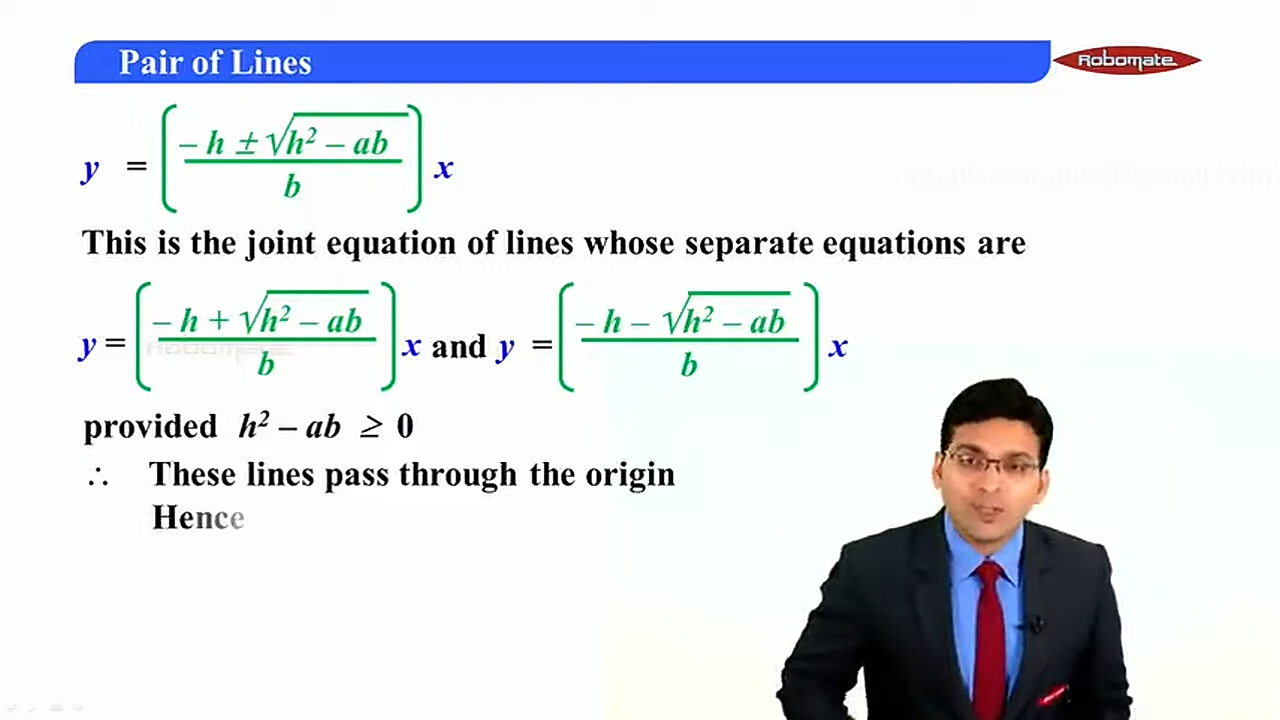 Pair of Lines
Robomate
y = [ – h ± √h² – ab / b ] x
This is the joint equation of lines whose separate equations are
y = [ – h + √h² – ab / b ] x and y = [ – h – √h² – ab / b ] x
provided h² – ab ≥ 0
∴ These lines pass through the origin
Hence